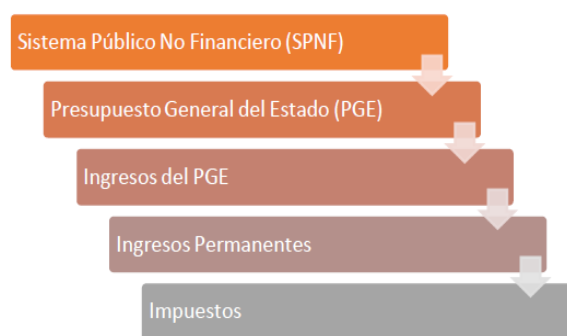 Sistema Público No Financiero (SPNF)
Presupuesto General del Estado (PGE)
Ingresos del PGE
Ingresos Permanentes
Impuestos